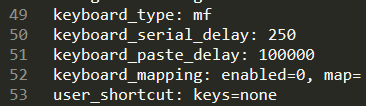 49 keyboard_type: mf
50 keyboard_serial_delay: 250
51 keyboard_paste_delay: 100000
52 keyboard_mapping: enabled=0, map=
53 user_shortcut: keys=none